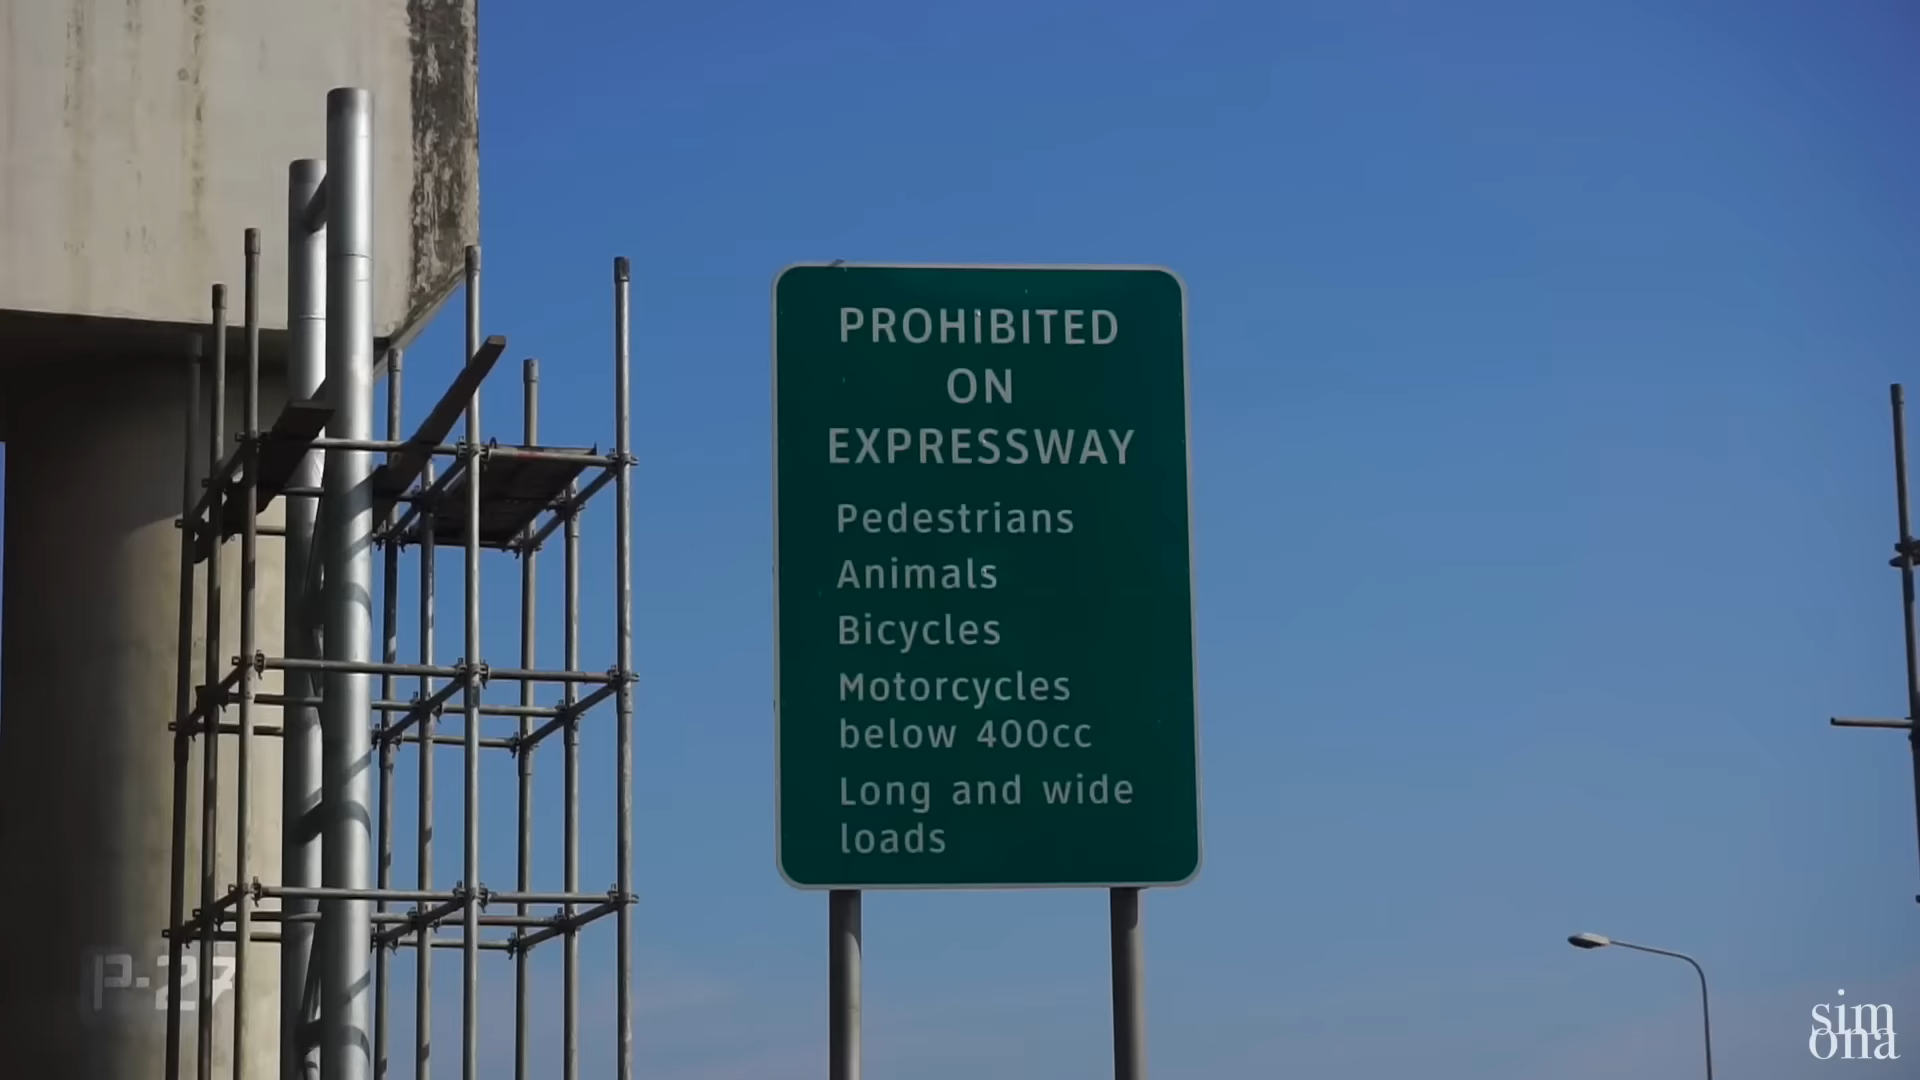 PROHIBITED
ON
EXPRESSWAY
Pedestrians
Animals
Bicycles
Motorcycles
below 400cc
Long and wide
loads
P-27
sim
ona